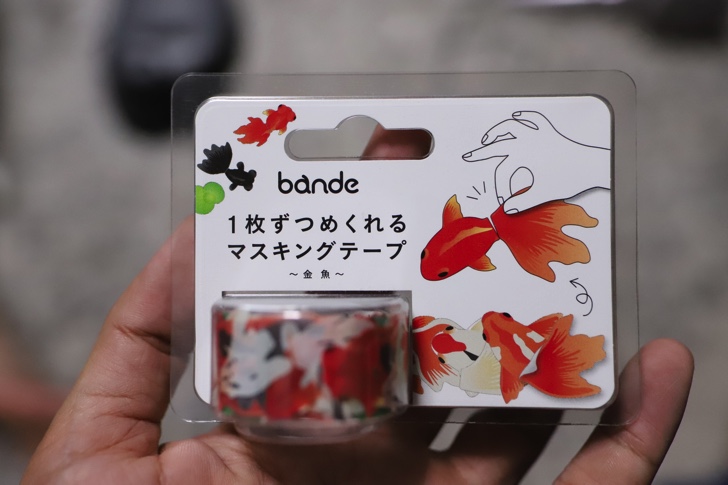 bande
1枚ずつめくれる
マスキングテープ
~金魚~